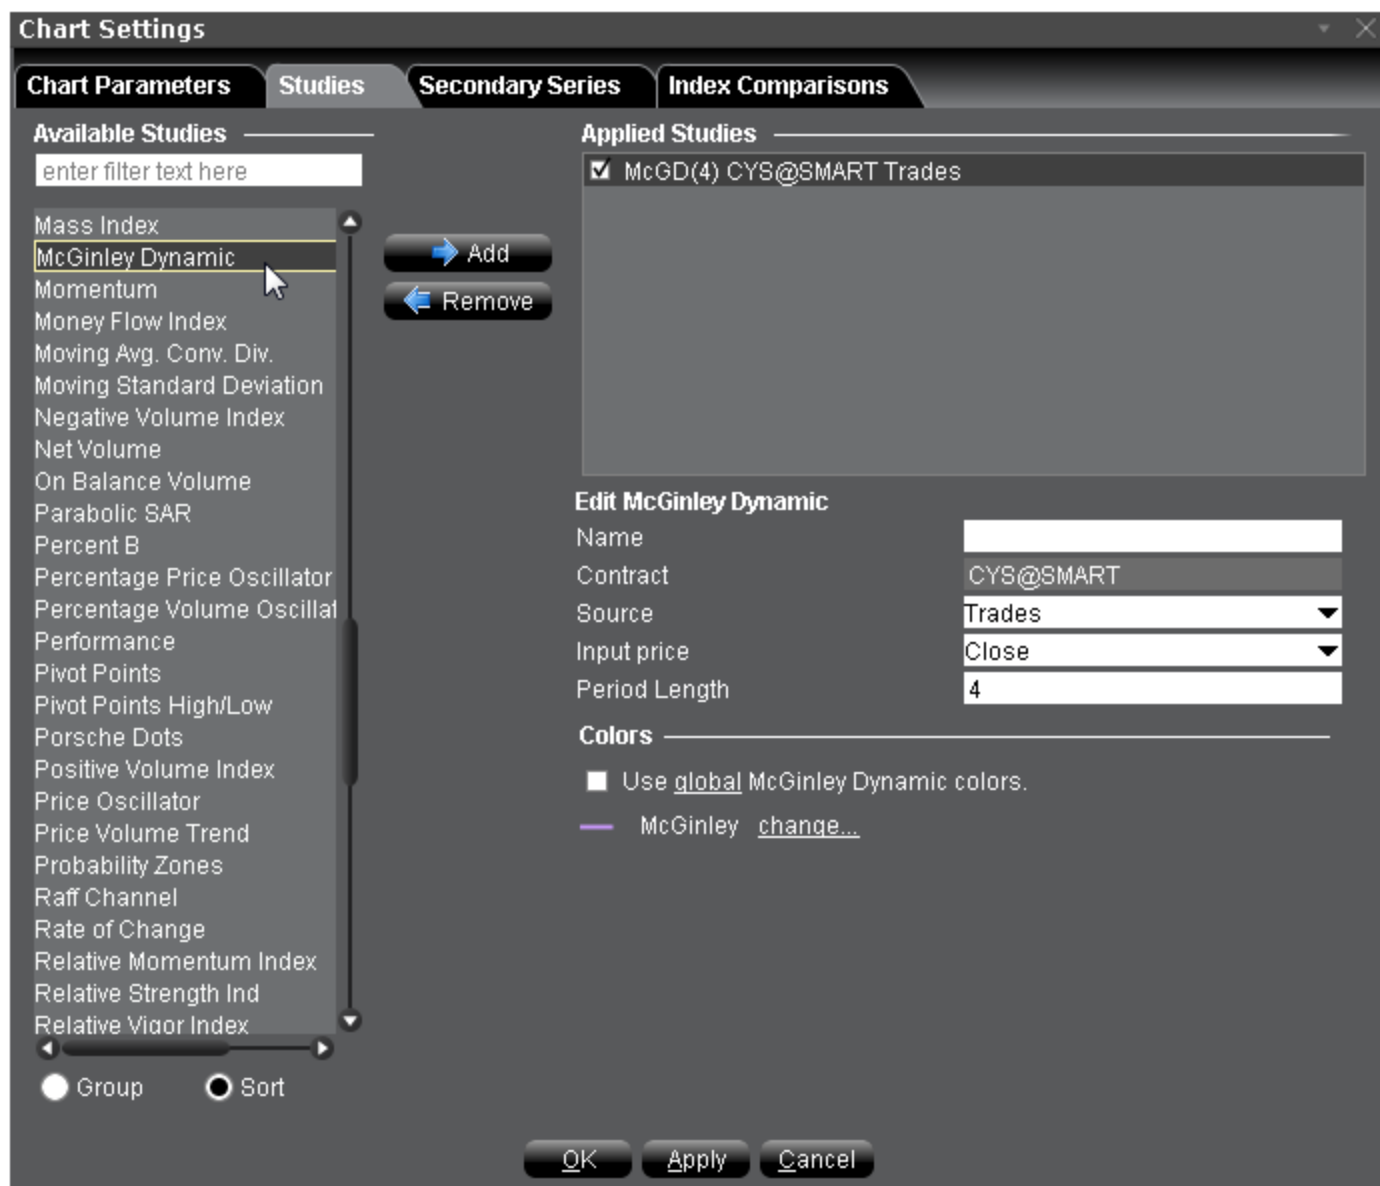 Chart Settings
Chart Parameters
Studies
Secondary Series
Index Comparisons
Available Studies
enter filter text here
Mass Index
McGinley Dynamic
Momentum
Money Flow Index
Moving Avg. Conv. Div.
Moving Standard Deviation
Negative Volume Index
Net Volume
On Balance Volume
Parabolic SAR
Percent B
Percentage Price Oscillator
Percentage Volume Oscillat
Performance
Pivot Points
Pivot Points High/Low
Porsche Dots
Positive Volume Index
Price Oscillator
Price Volume Trend
Probability Zones
Raff Channel
Rate of Change
Relative Momentum Index
Relative Strength Ind
Relative Vigor Index
Group
Sort
Add
Remove
Applied Studies
McGD(4) CYS@SMART Trades
Edit McGinley Dynamic
Name
Contract CYS@SMART
Source Trades
Input price Close
Period Length 4
Colors
Use global McGinley Dynamic colors.
McGinley change...
OK
Apply
Cancel